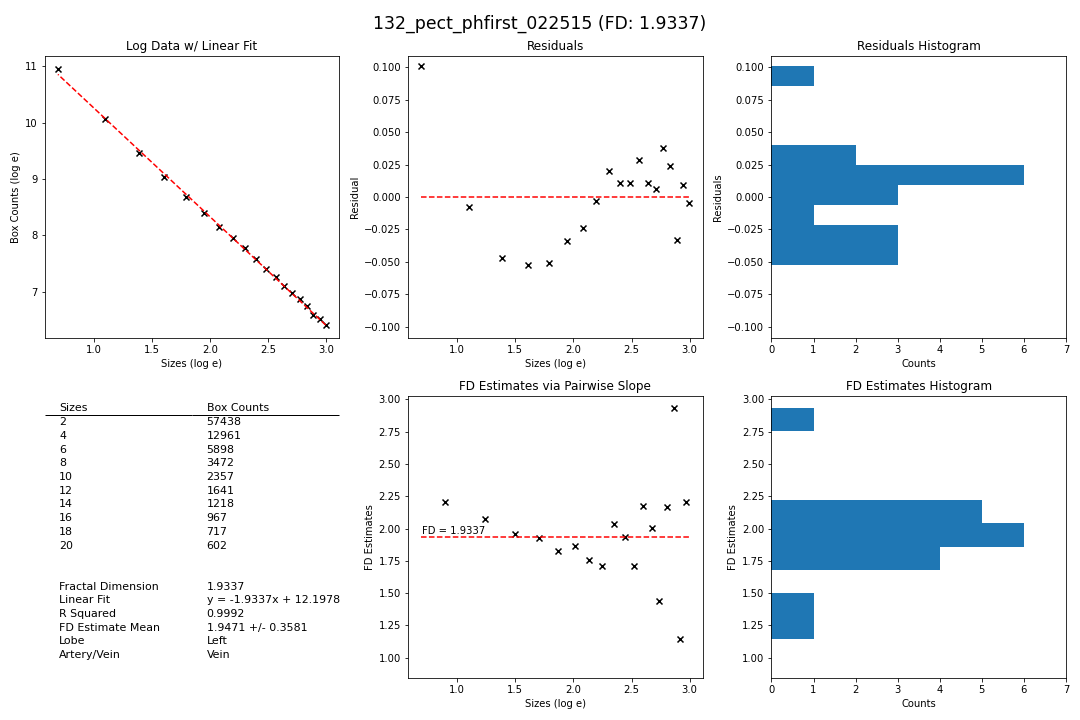 132_pect_phfirst_022515 (FD: 1.9337)
Log Data w/ Linear Fit
Box Counts (log e)
11
10
9
8
7
1.0 1.5 2.0 2.5 3.0
Sizes (log e)
Residuals
Residual
0.100
0.075
0.050
0.025
0.000
−0.025
−0.050
−0.075
−0.100
1.0 1.5 2.0 2.5 3.0
Sizes (log e)
Residuals Histogram
Residuals
0.100
0.075
0.050
0.025
0.000
−0.025
−0.050
−0.075
−0.100
0 1 2 3 4 5 6 7
Counts
Sizes Box Counts
2 57438
4 12961
6 5898
8 3472
10 2357
12 1641
14 1218
16 967
18 717
20 602
Fractal Dimension 1.9337
Linear Fit y = -1.9337x + 12.1978
R Squared 0.9992
FD Estimate Mean 1.9471 +/- 0.3581
Lobe Left
Artery/Vein Vein
FD Estimates via Pairwise Slope
FD Estimates
3.00
2.75
2.50
2.25
2.00
1.75
1.50
1.25
1.00
FD = 1.9337
1.0 1.5 2.0 2.5 3.0
Sizes (log e)
FD Estimates Histogram
FD Estimates
3.00
2.75
2.50
2.25
2.00
1.75
1.50
1.25
1.00
0 1 2 3 4 5 6 7
Counts